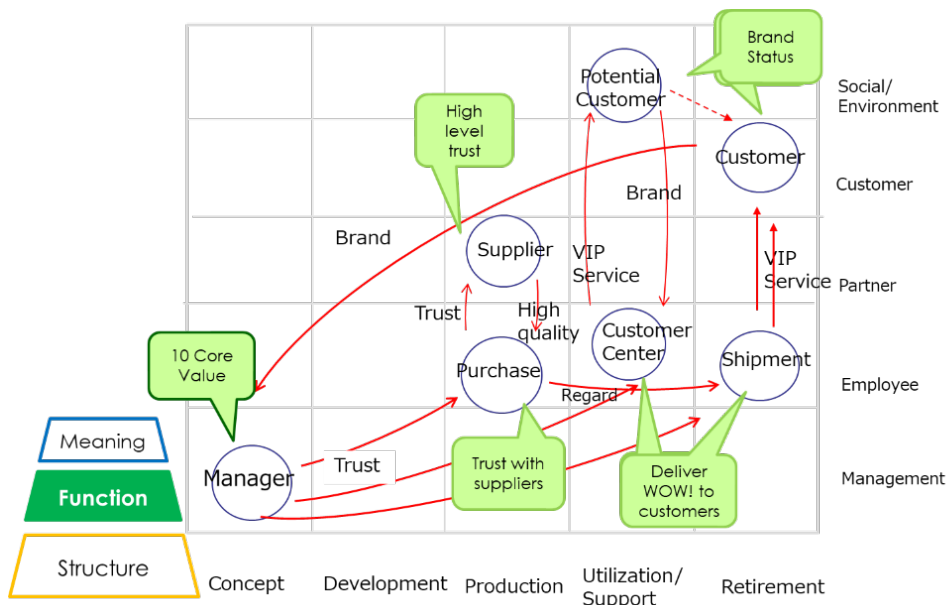 Brand
Status
Potential
Customer
Social/
Environment
High
level
trust
Customer
Customer
Brand
Brand
Supplier
VIP
Service
VIP
Service
Partner
Trust
High
quality
Customer
Center
10 Core
Value
Purchase
Shipment
Regard
Employee
Meaning
Manager
Trust
Trust with
suppliers
Deliver
WOW! to
customers
Management
Function
Structure
Concept
Development
Production
Utilization/
Support
Retirement